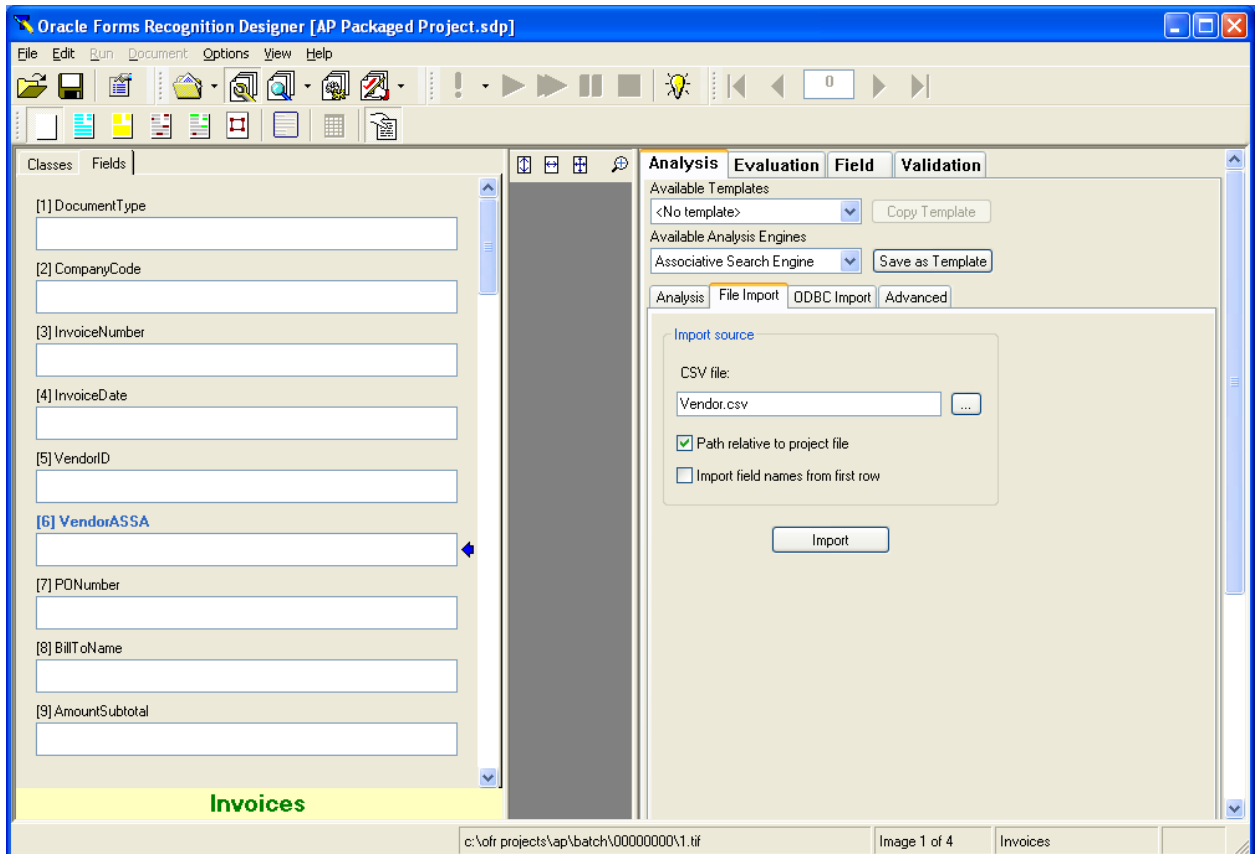 Oracle Forms Recognition Designer [AP Packaged Project.sdp]
File Edit Run Document Options View Help
0
Classes Fields
[1] DocumentType
[2] CompanyCode
[3] InvoiceNumber
[4] InvoiceDate
[5] VendorID
[6] VendorASSA
[7] PONumber
[8] BillToName
[9] AmountSubtotal
Invoices
Analysis Evaluation Field Validation
Available Templates
<No template> Copy Template
Available Analysis Engines
Associative Search Engine Save as Template
Analysis File Import ODBC Import Advanced
Import source
CSV file:
Vendor.csv ...
Path relative to project file
Import field names from first row
Import
c:\ofr projects\ap\batch\00000000\1.tif Image 1 of 4 Invoices